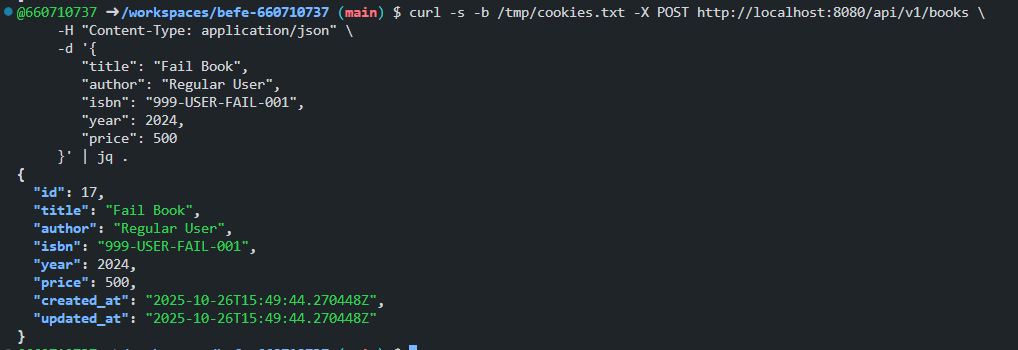 @660710737 ➜/workspaces/befe-660710737 (main) $ curl -s -b /tmp/cookies.txt -X POST http://localhost:8080/api/v1/books \
-H "Content-Type: application/json" \
-d '{
"title": "Fail Book",
"author": "Regular User",
"isbn": "999-USER-FAIL-001",
"year": 2024,
"price": 500
}' | jq .
{
"id": 17,
"title": "Fail Book",
"author": "Regular User",
"isbn": "999-USER-FAIL-001",
"year": 2024,
"price": 500,
"created_at": "2025-10-26T15:49:44.270448Z",
"updated_at": "2025-10-26T15:49:44.270448Z"
}